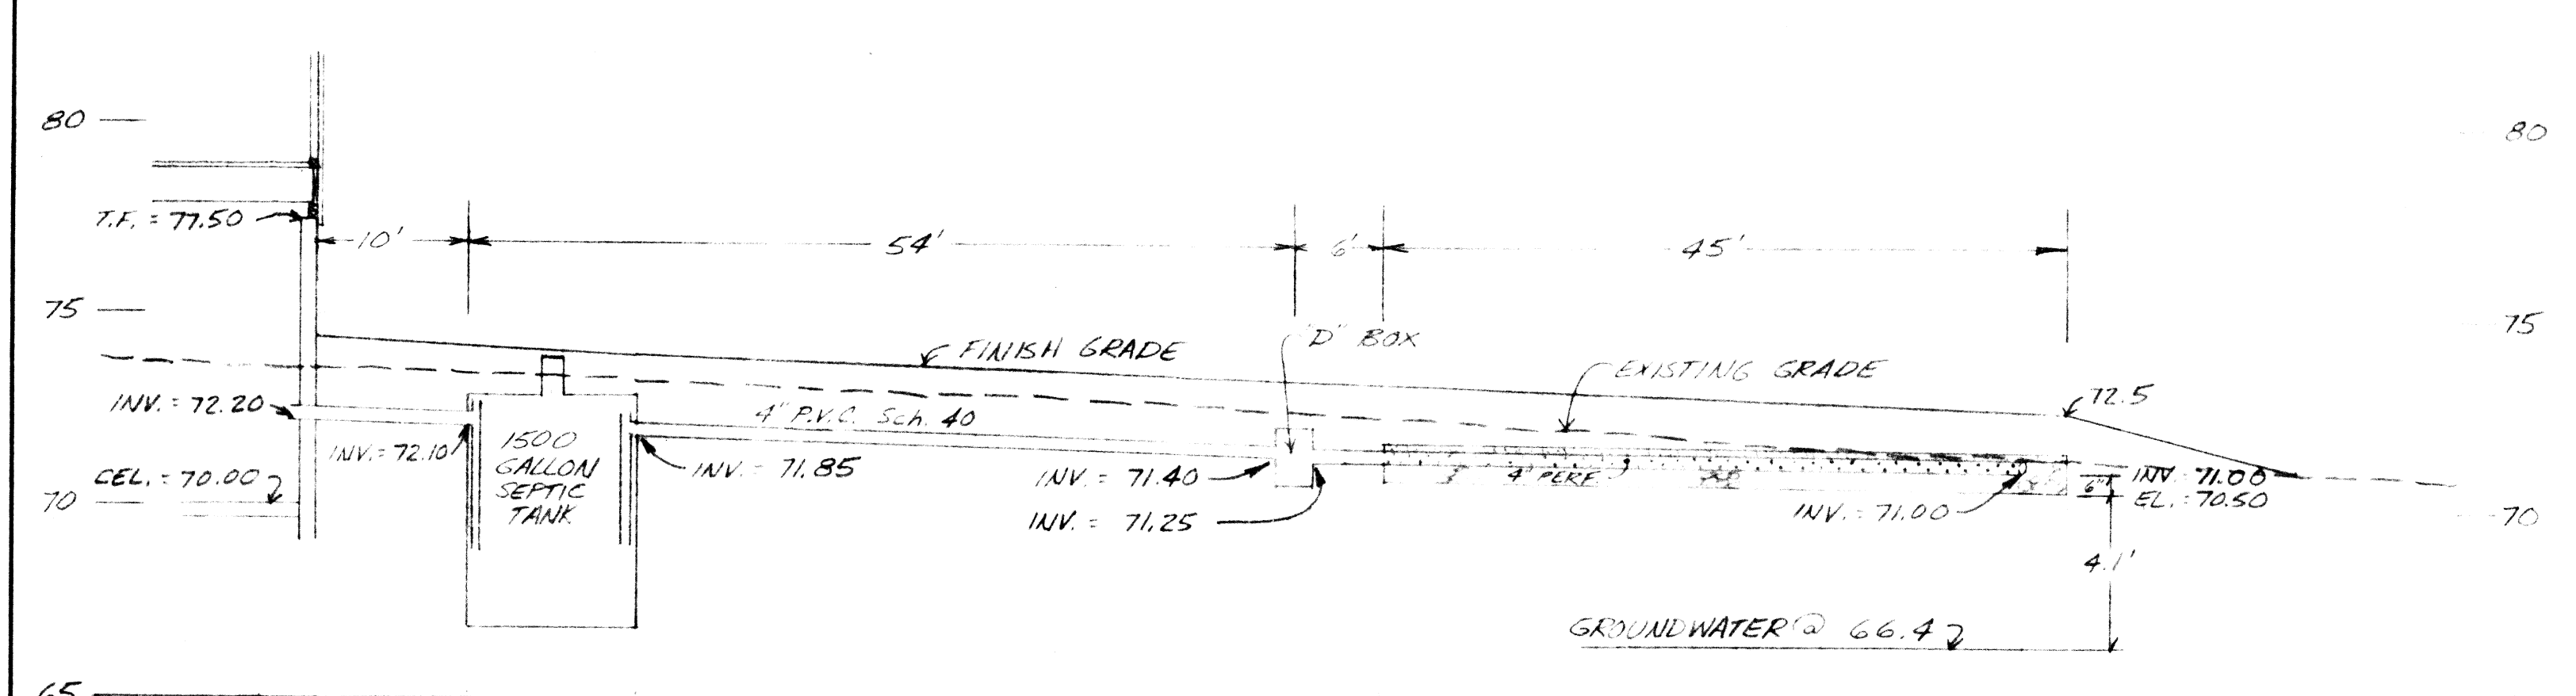 80
80
T.F. = 77.50
10'
54'
6'
45'
75
75
"D" BOX
FINISH GRADE
EXISTING GRADE
72.5
INV. = 72.20
4" P.V.C. Sch. 40
INV. = 72.10
1500
GALLON
SEPTIC
TANK
INV. = 71.85
CEL. = 70.00
INV. = 71.40
4" PERF.
INV. = 71.00
6"
EL. = 70.50
70
INV. = 71.25
INV. = 71.00
70
4.1'
GROUNDWATER @ 66.4
65